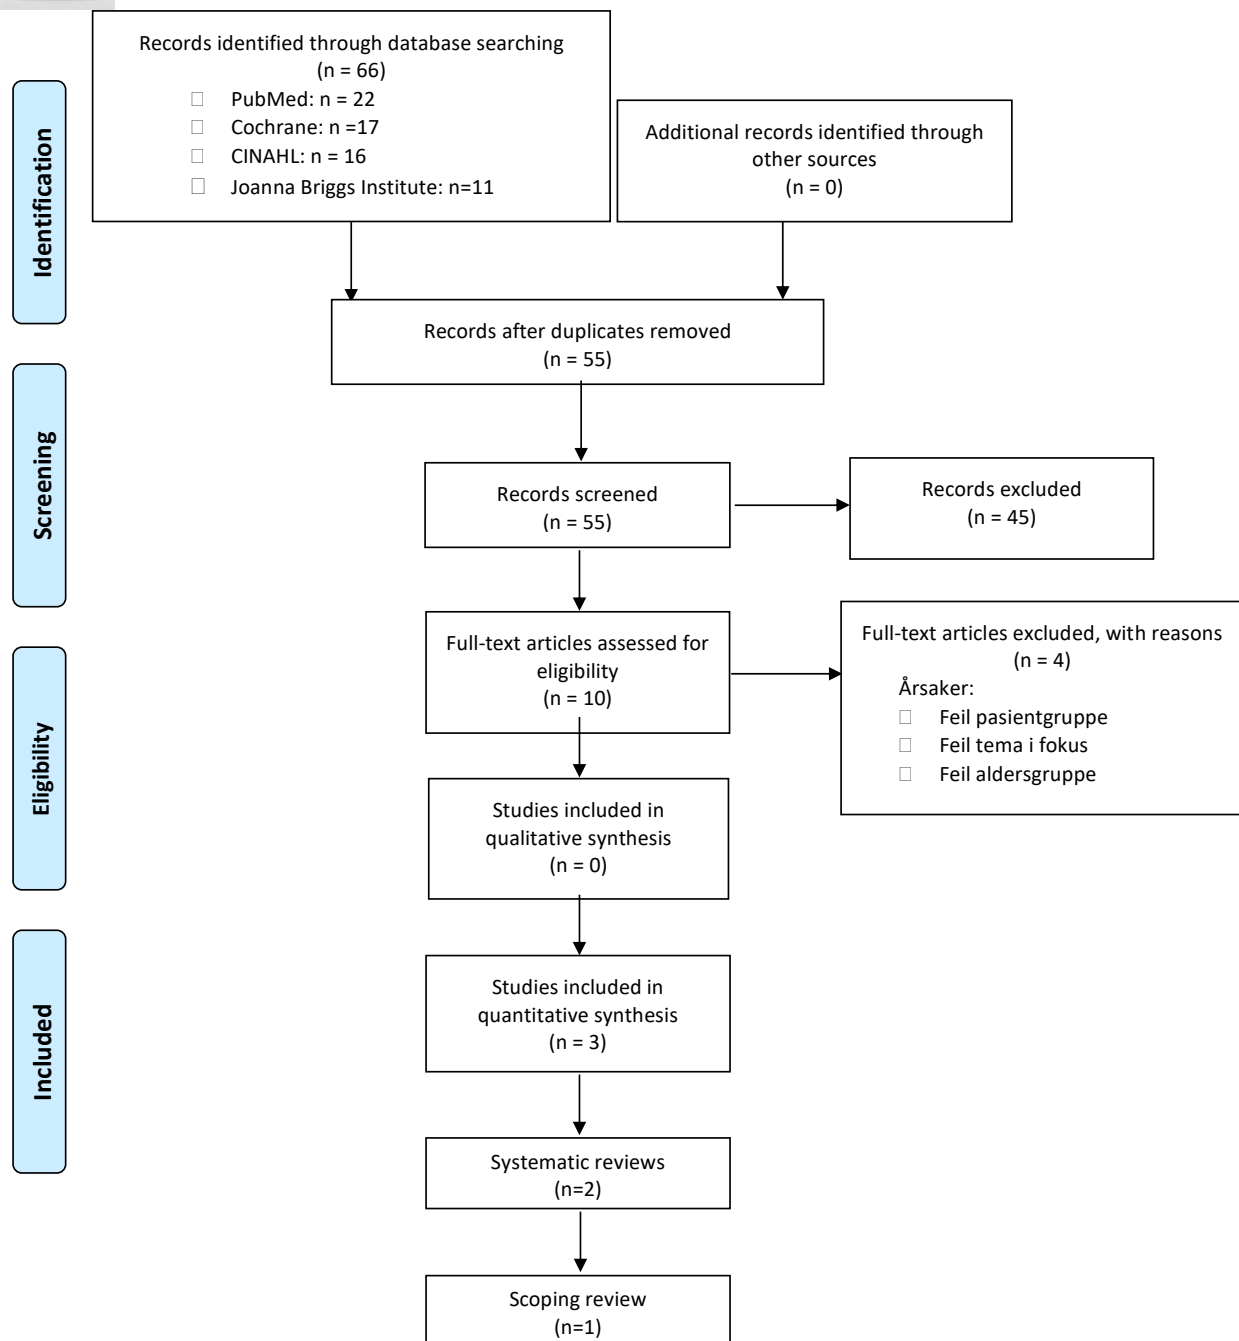 Records identified through database searching
(n = 66)
PubMed: n = 22
Cochrane: n =17
CINAHL: n = 16
Joanna Briggs Institute: n=11
Additional records identified through
other sources
(n = 0)
Identification
Records after duplicates removed
(n = 55)
Screening
Records screened
(n = 55)
Records excluded
(n = 45)
Eligibility
Full-text articles assessed for
eligibility
(n = 10)
Full-text articles excluded, with reasons
(n = 4)
Årsaker:
Feil pasientgruppe
Feil tema i fokus
Feil aldersgruppe
Studies included in
qualitative synthesis
(n = 0)
Included
Studies included in
quantitative synthesis
(n = 3)
Systematic reviews
(n=2)
Scoping review
(n=1)